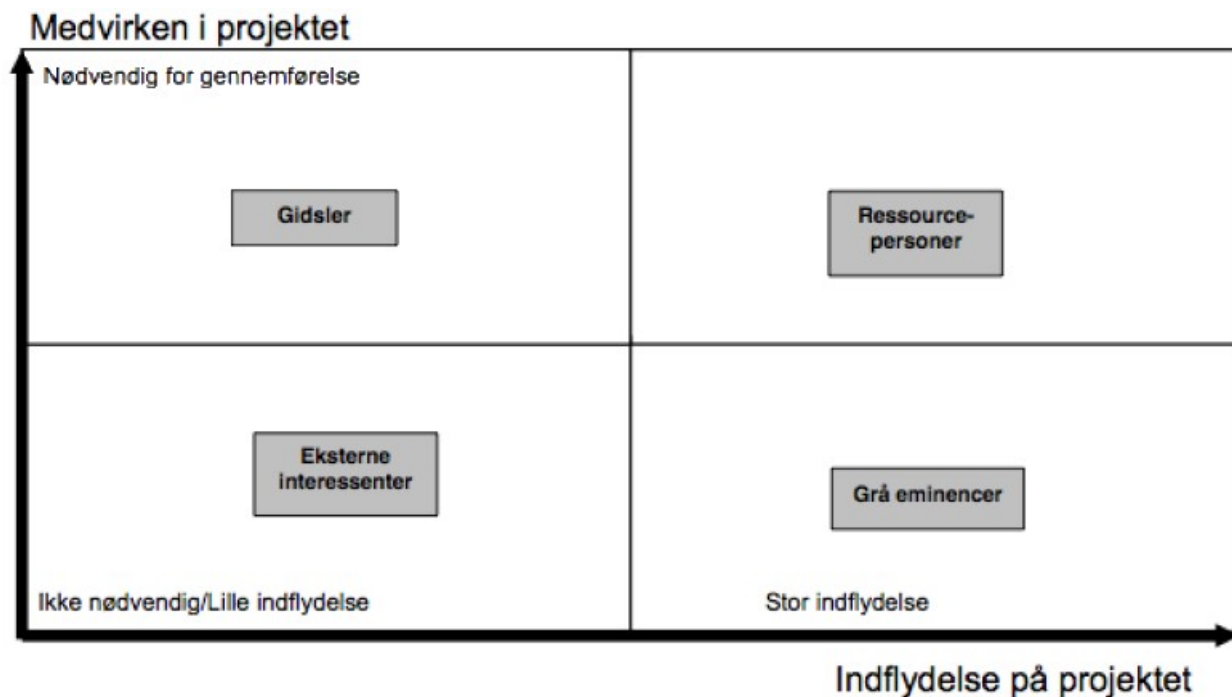 Medvirken i projektet
Nødvendig for gennemførelse
Gidsler
Ressource-
personer
Eksterne
interessenter
Grå eminencer
Ikke nødvendig/Lille indflydelse
Stor indflydelse
Indflydelse på projektet